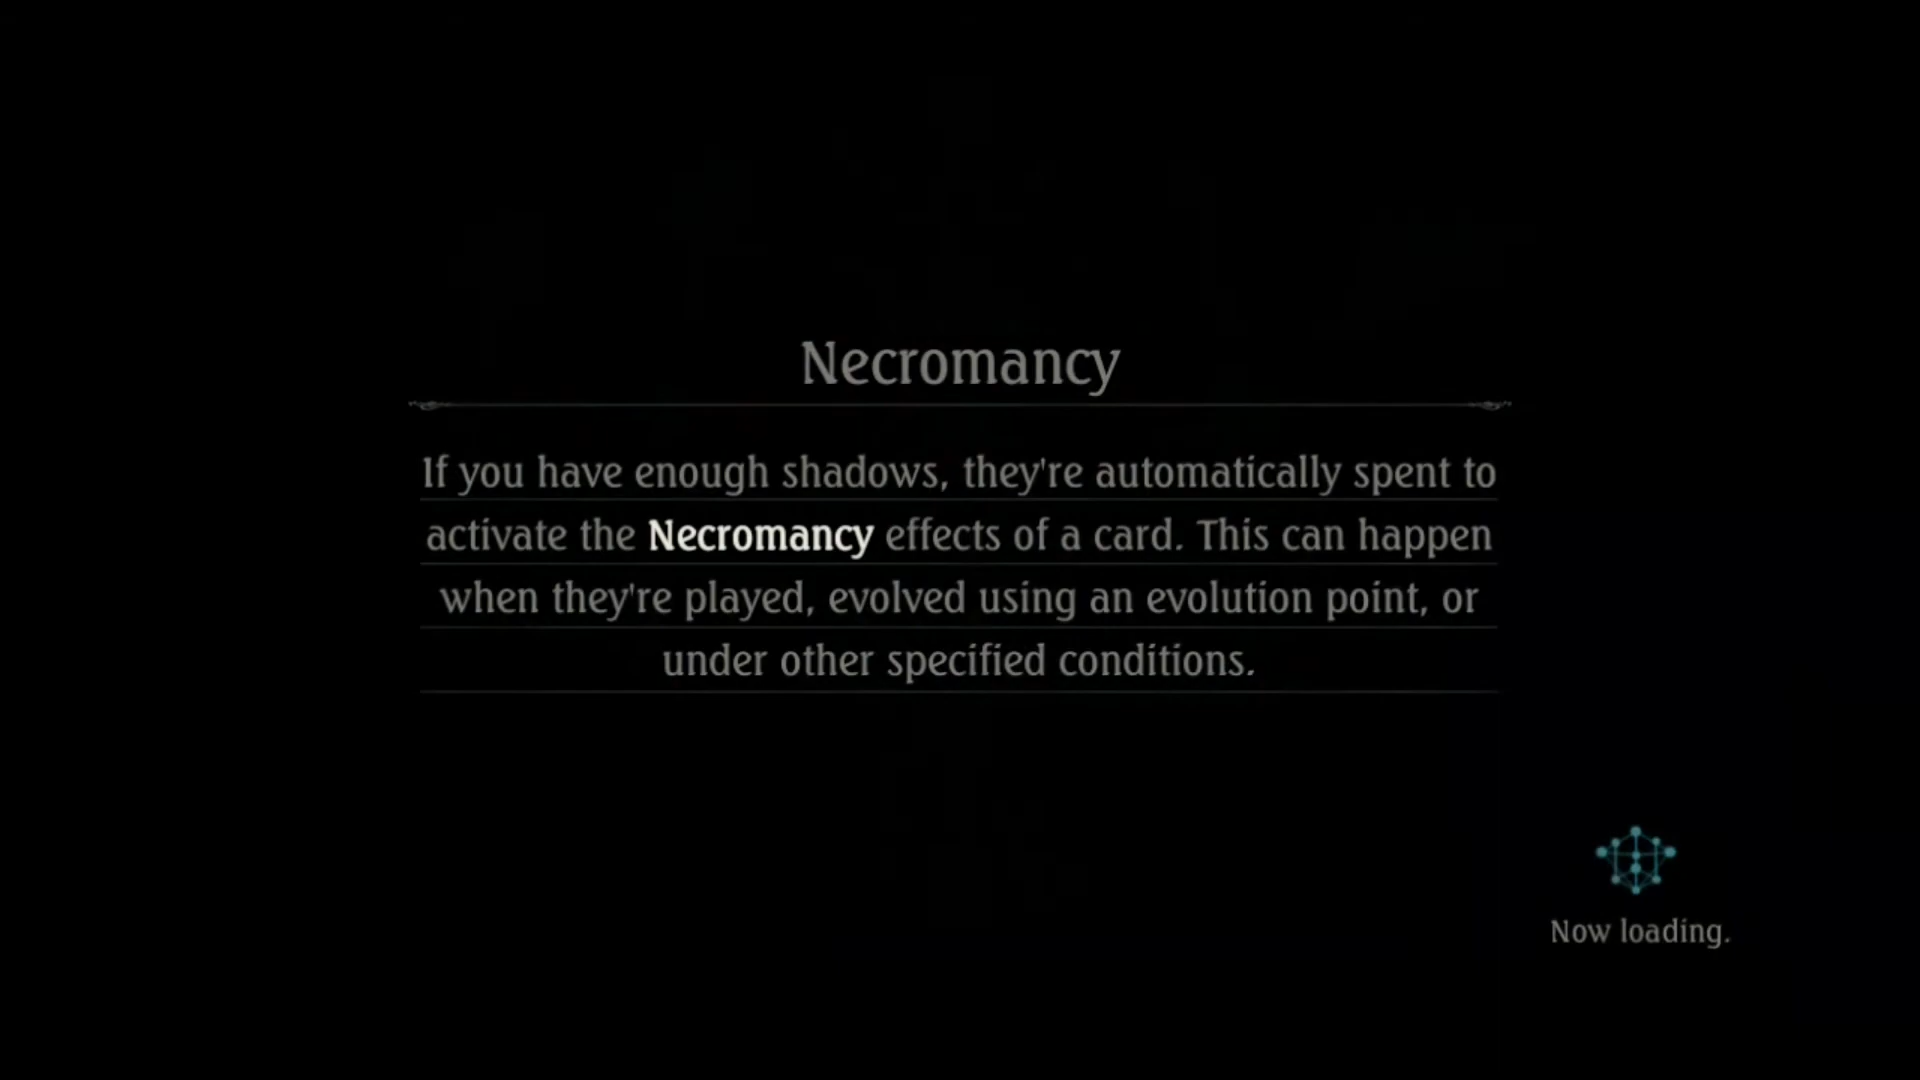 Necromancy
If you have enough shadows, they're automatically spent to
activate the Necromancy effects of a card. This can happen
when they're played, evolved using an evolution point, or
under other specified conditions.
Now loading.